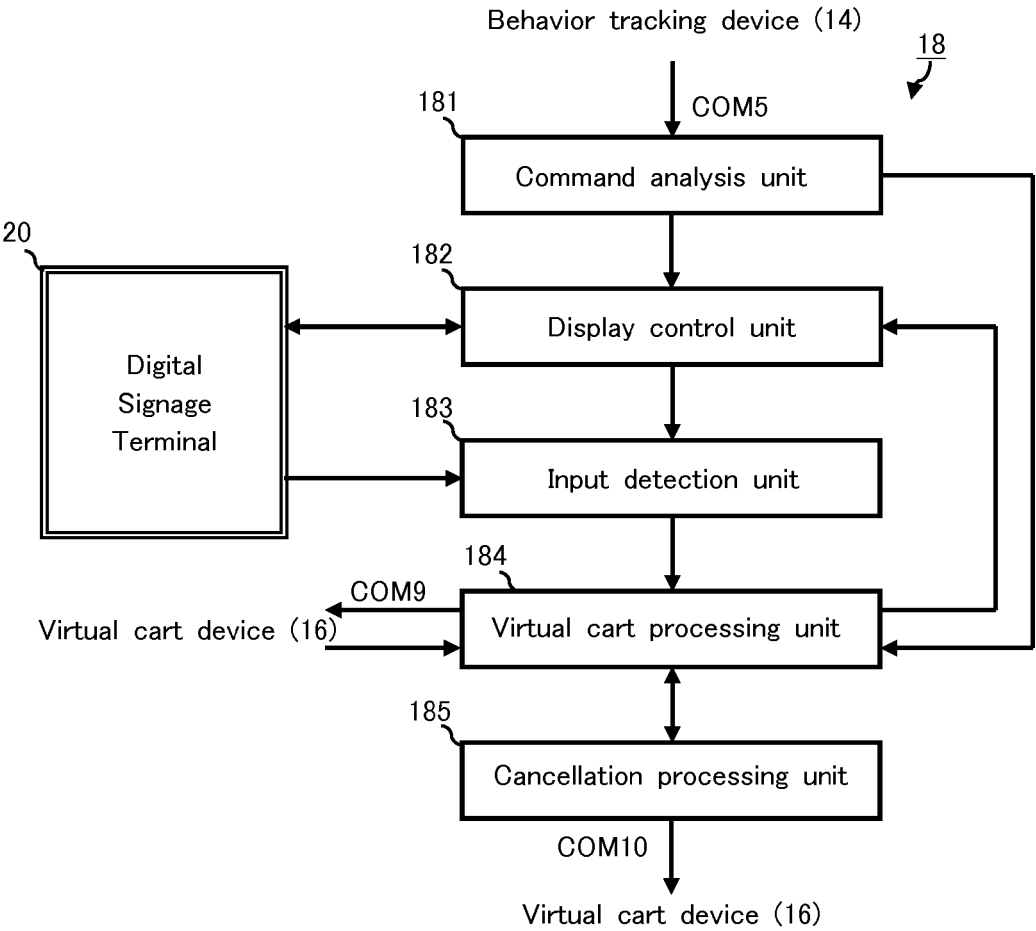 Behavior tracking device (14)
18
181
COM5
Command analysis unit
20
182
Display control unit
Digital
Signage
Terminal
183
Input detection unit
184
COM9
Virtual cart device (16)
Virtual cart processing unit
185
Cancellation processing unit
COM10
Virtual cart device (16)